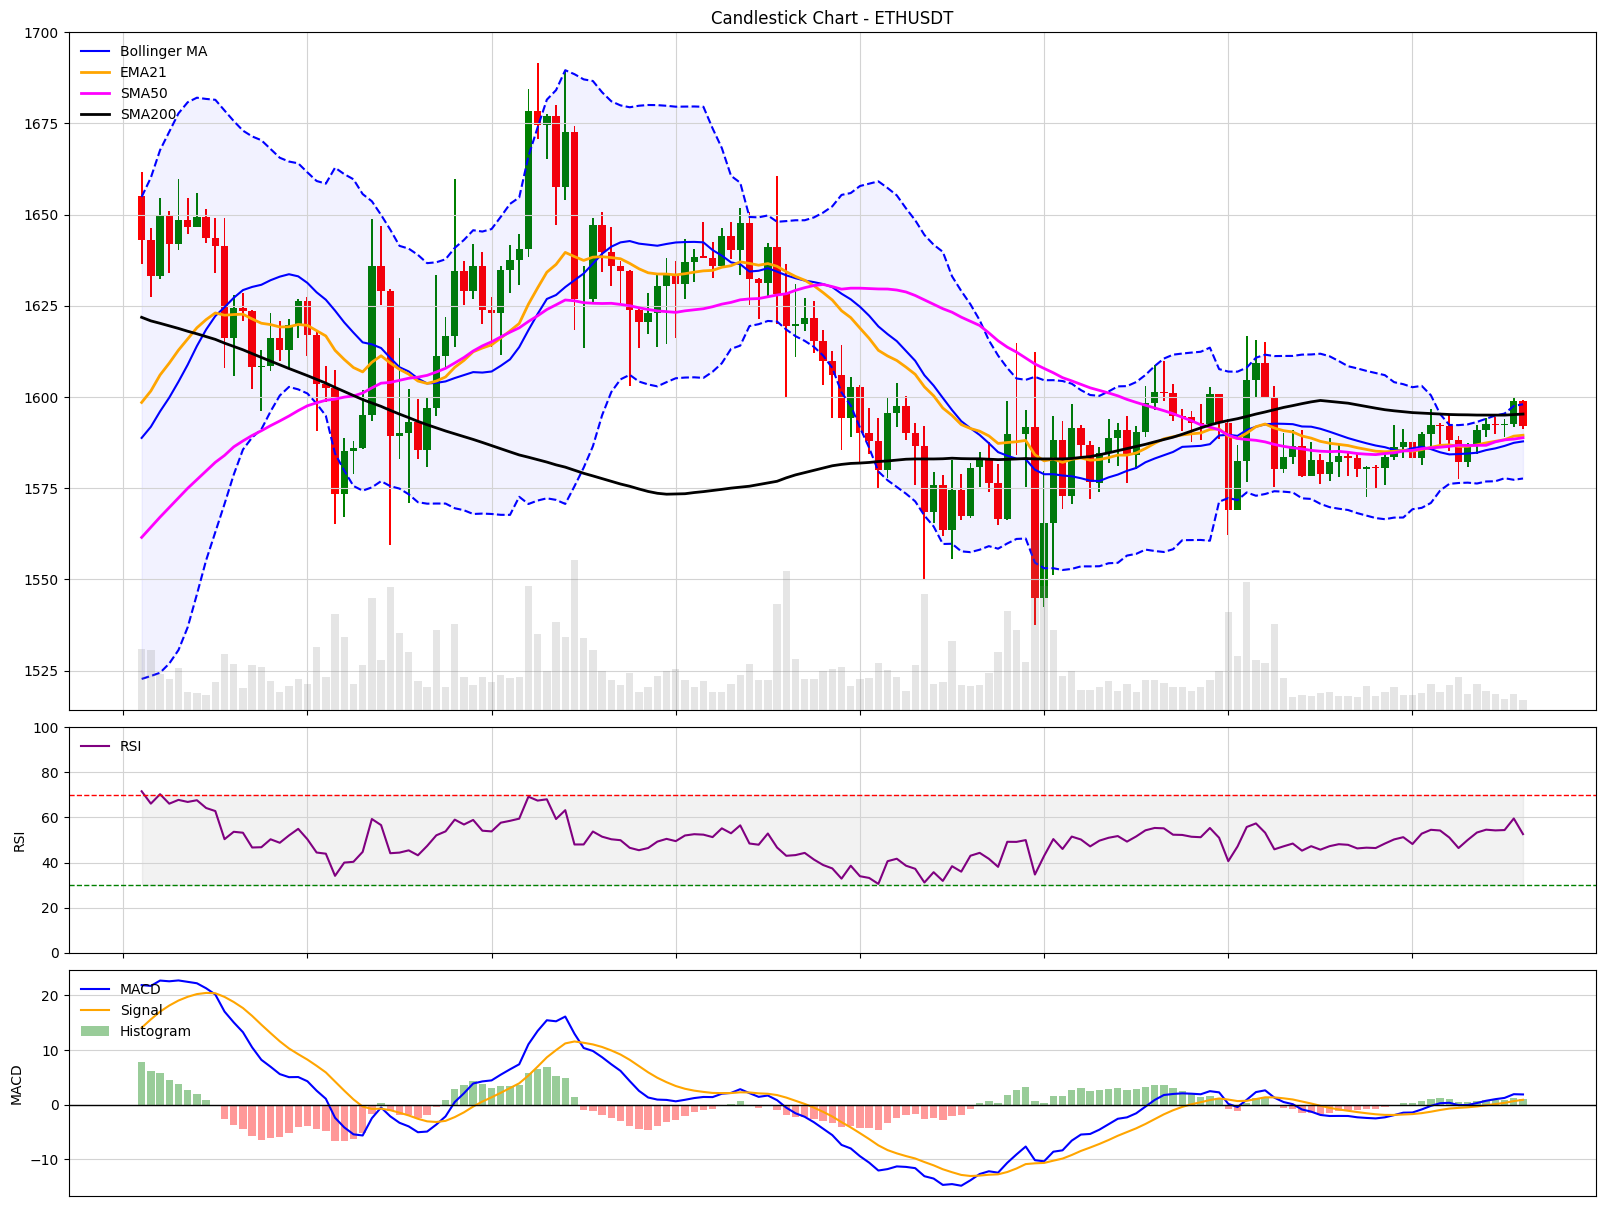 Candlestick Chart - ETHUSDT
1700
1675
1650
1625
1600
1575
1550
1525
Bollinger MA
EMA21
SMA50
SMA200
100
80
60
40
20
0
RSI
RSI
20
10
0
−10
MACD
MACD
Signal
Histogram